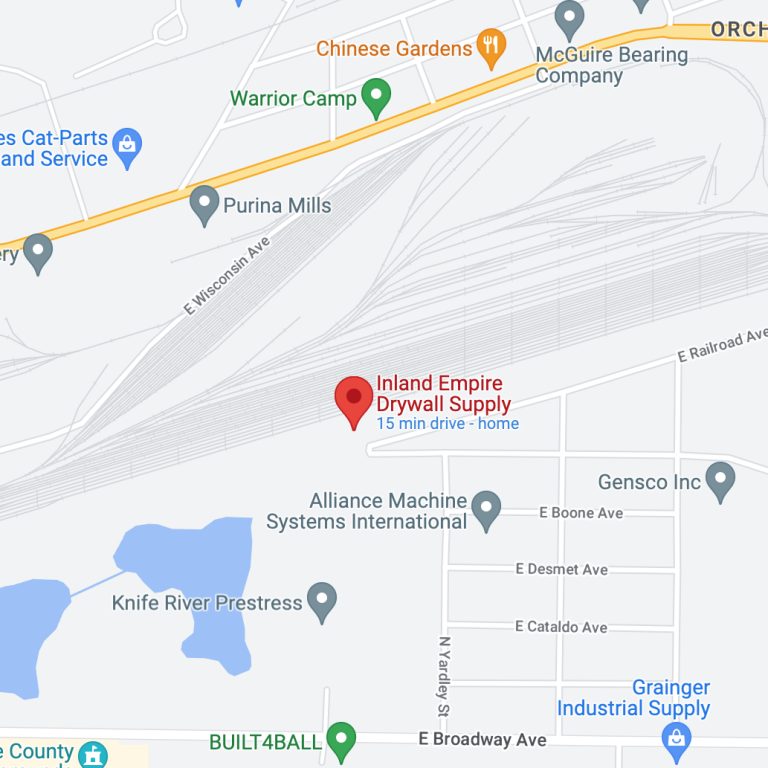 ORCH
Chinese Gardens
McGuire Bearing
Company
Warrior Camp
es Cat-Parts
and Service
Purina Mills
ery
E Wisconsin Ave
E Railroad Ave
Inland Empire
Drywall Supply
15 min drive - home
Gensco Inc
Alliance Machine
Systems International
E Boone Ave
E Desmet Ave
Knife River Prestress
E Cataldo Ave
N Yardley St
Grainger
Industrial Supply
BUILT4BALL
E Broadway Ave
e County